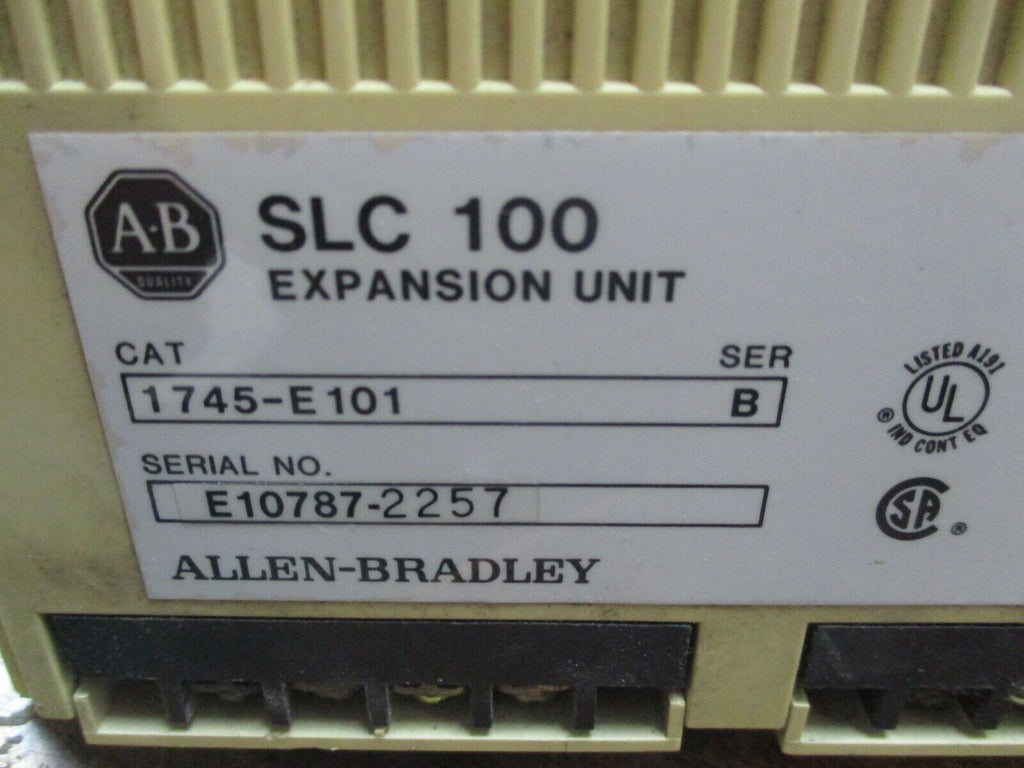 A·B
QUALITY
SLC 100
EXPANSION UNIT
CAT
SER
1745-E101
B
SERIAL NO.
E10787-2257
ALLEN-BRADLEY
LISTED A191
UL
® IND CONT EQ
SA ®